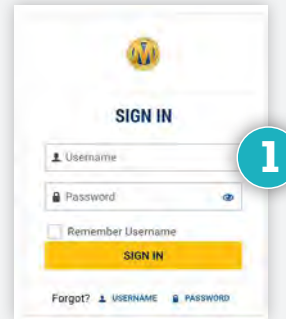 M
SIGN IN
Username
1
Password
Remember Username
SIGN IN
Forgot? USERNAME PASSWORD